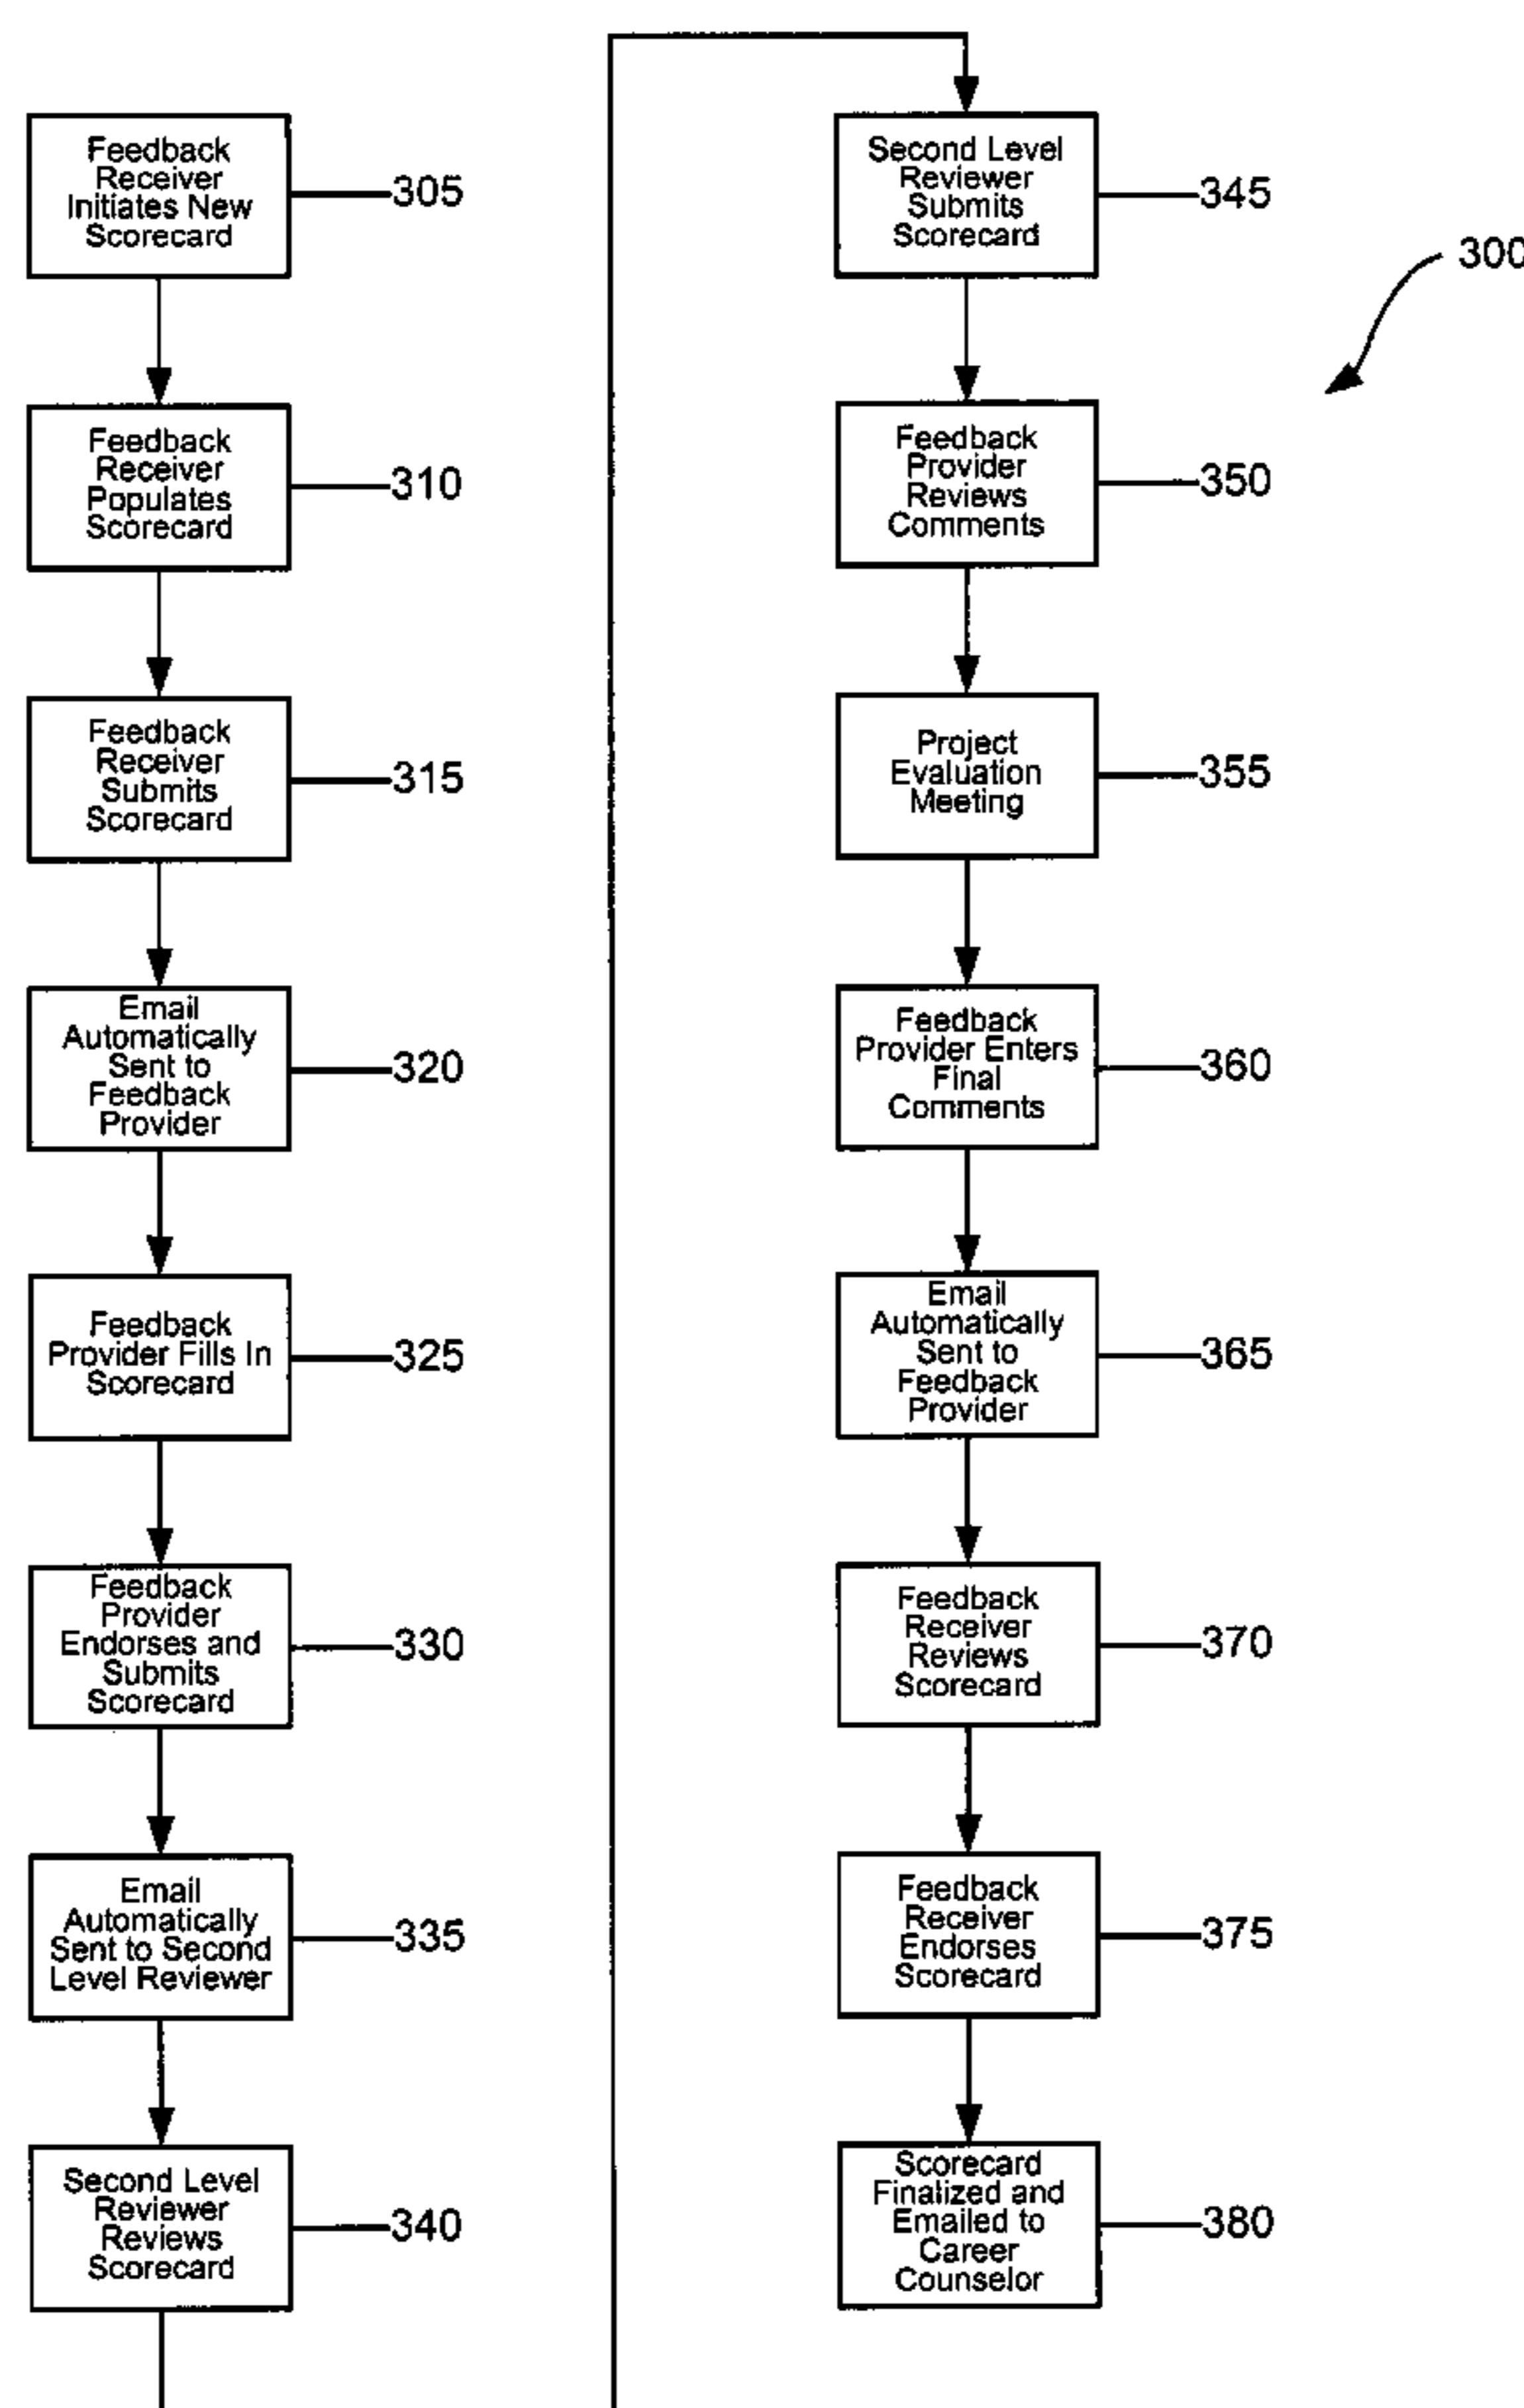 Feedback
Receiver
Initiates New
Scorecard
305
Feedback
Receiver
Populates
Scorecard
310
Feedback
Receiver
Submits
Scorecard
315
Email
Automatically
Sent to
Feedback
Provider
320
Feedback
Provider Fills In
Scorecard
325
Feedback
Provider
Endorses and
Submits
Scorecard
330
Email
Automatically
Sent to Second
Level Reviewer
335
Second Level
Reviewer
Reviews
Scorecard
340
Second Level
Reviewer
Submits
Scorecard
345
300
Feedback
Provider
Reviews
Comments
350
Project
Evaluation
Meeting
355
Feedback
Provider Enters
Final
Comments
360
Email
Automatically
Sent to
Feedback
Provider
365
Feedback
Receiver
Reviews
Scorecard
370
Feedback
Receiver
Endorses
Scorecard
375
Scorecard
Finalized and
Emailed to
Career
Counselor
380